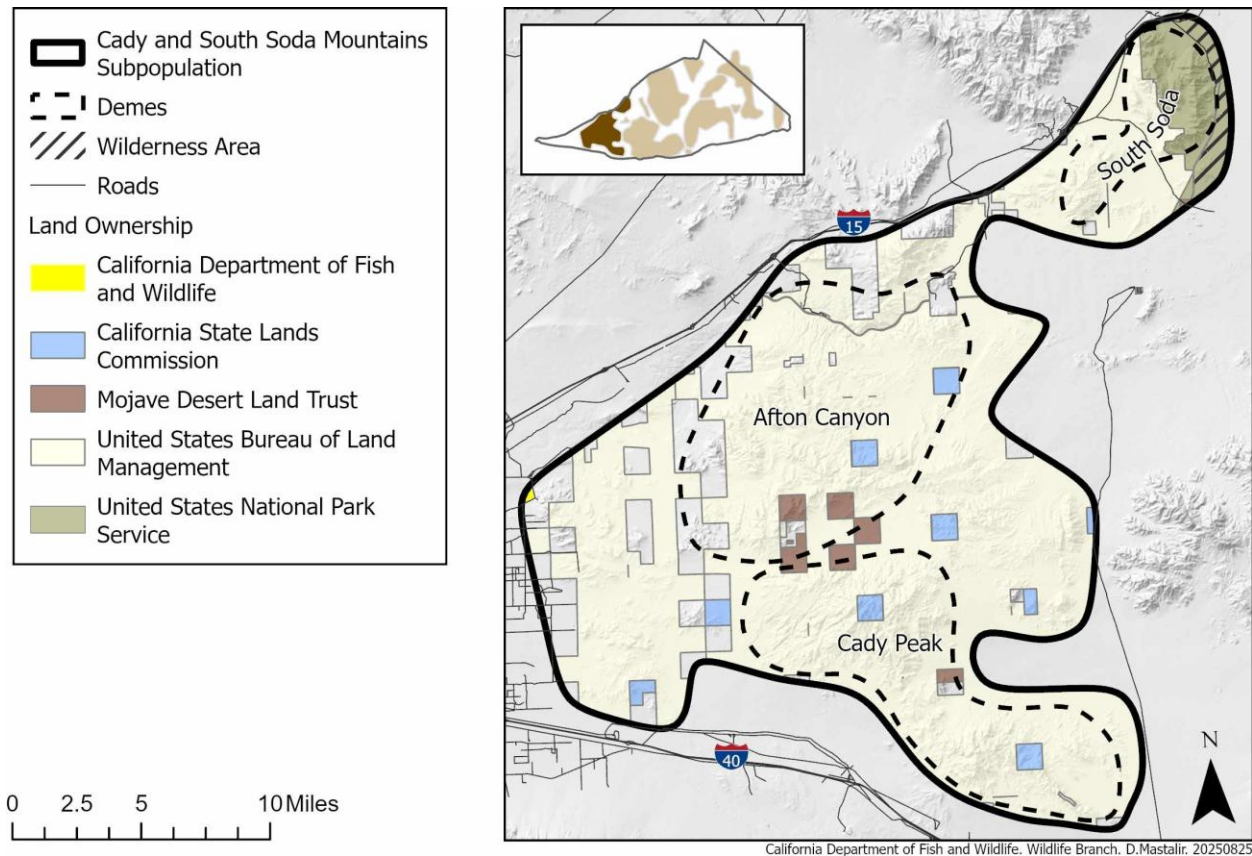 Cady and South Soda Mountains
Subpopulation
Demes
Wilderness Area
Roads
Land Ownership
California Department of Fish
and Wildlife
California State Lands
Commission
Mojave Desert Land Trust
United States Bureau of Land
Management
United States National Park
Service
0 2.5 5 10 Miles
South Soda
15
Afton Canyon
Cady Peak
40
N
California Department of Fish and Wildlife. Wildlife Branch. D.Mastalir. 20250825